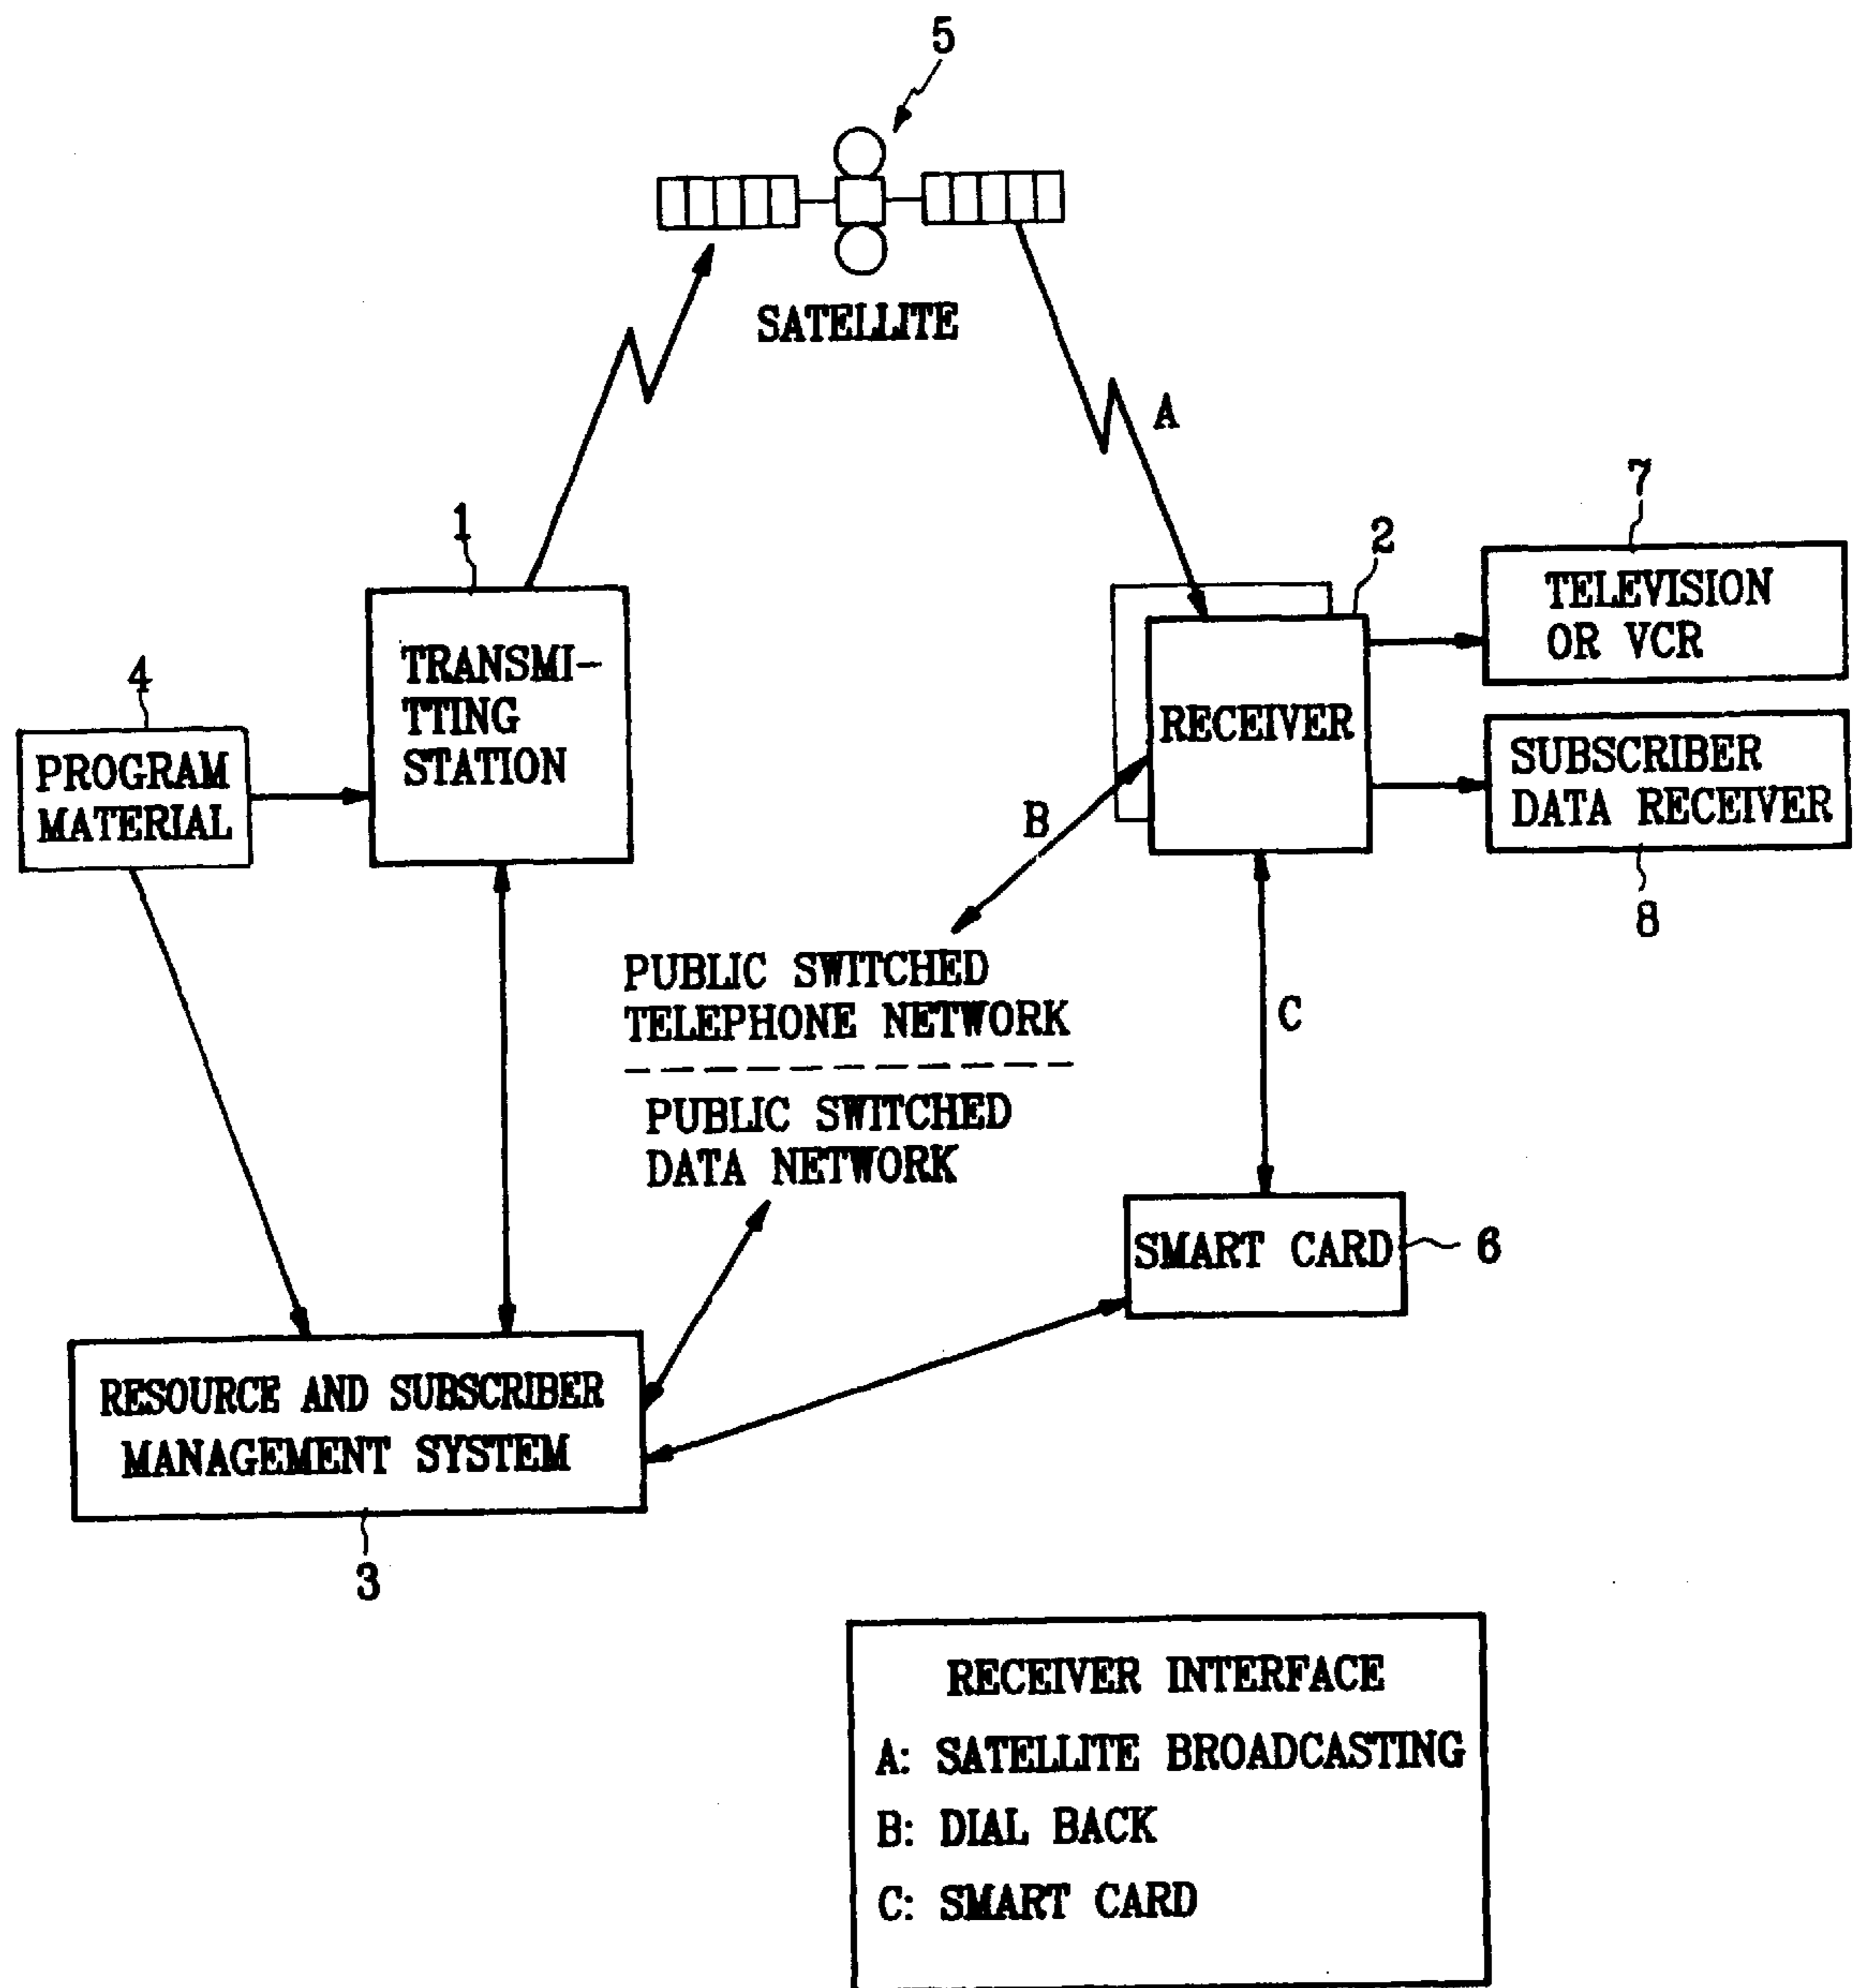 5
SATELLITE
A
1
TRANSMI-
TTING
STATION
4
PROGRAM
MATERIAL
2
RECEIVER
7
TELEVISION
OR VCR
SUBSCRIBER
DATA RECEIVER
8
B
PUBLIC SWITCHED
TELEPHONE NETWORK
PUBLIC SWITCHED
DATA NETWORK
C
SMART CARD
6
RESOURCE AND SUBSCRIBER
MANAGEMENT SYSTEM
3
RECEIVER INTERFACE
A: SATELLITE BROADCASTING
B: DIAL BACK
C: SMART CARD